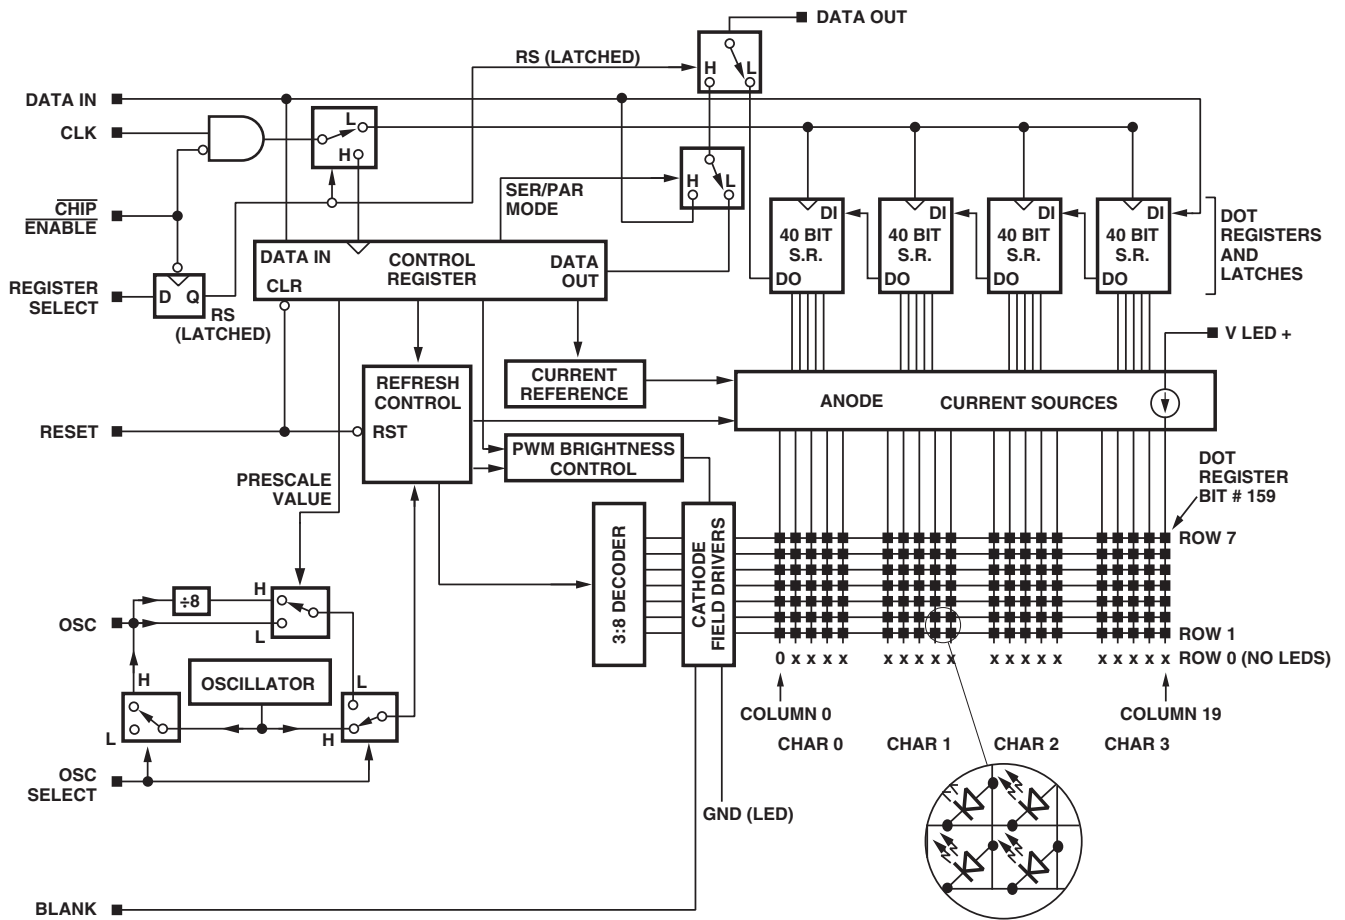 DATA OUT
RS (LATCHED)
H
L
DATA IN
CLK
L
H
CHIP
ENABLE
SER/PAR
MODE
H
L
DI
40 BIT
S.R.
DO
DI
40 BIT
S.R.
DO
DI
40 BIT
S.R.
DO
DI
40 BIT
S.R.
DO
DOT
REGISTERS
AND
LATCHES
DATA IN
CLR
CONTROL
REGISTER
DATA
OUT
REGISTER
SELECT
D Q
RS
(LATCHED)
V LED +
REFRESH
CONTROL
RST
CURRENT
REFERENCE
ANODE
CURRENT SOURCES
RESET
PWM BRIGHTNESS
CONTROL
PRESCALE
VALUE
DOT
REGISTER
BIT # 159
3:8 DECODER
CATHODE
FIELD DRIVERS
ROW 7
÷8
H
L
OSC
ROW 1
0 x x x x
x x x x x
x x x x x
x x x x x
ROW 0 (NO LEDS)
H
L
OSCILLATOR
L
H
COLUMN 0
COLUMN 19
CHAR 0
CHAR 1
CHAR 2
CHAR 3
OSC
SELECT
GND (LED)
BLANK